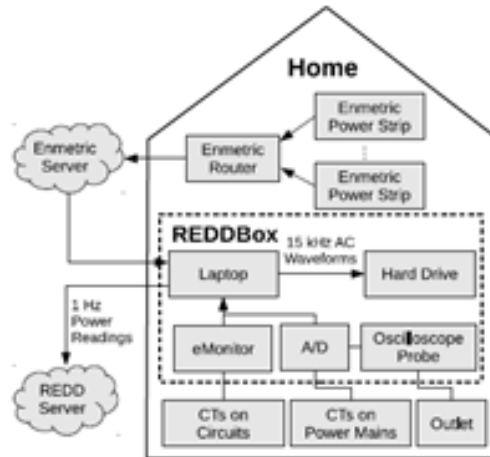 Home
Enmetric
Power Strip
Enmetric
Server
Enmetric
Router
Enmetric
Power Strip
REDDBox
15 kHz AC
Waveforms
Laptop
Hard Drive
1 Hz
Power
Readings
eMonitor
A/D
Oscilloscope
Probe
REDD
Server
CTs on
Circuits
CTs on
Power Mains
Outlet